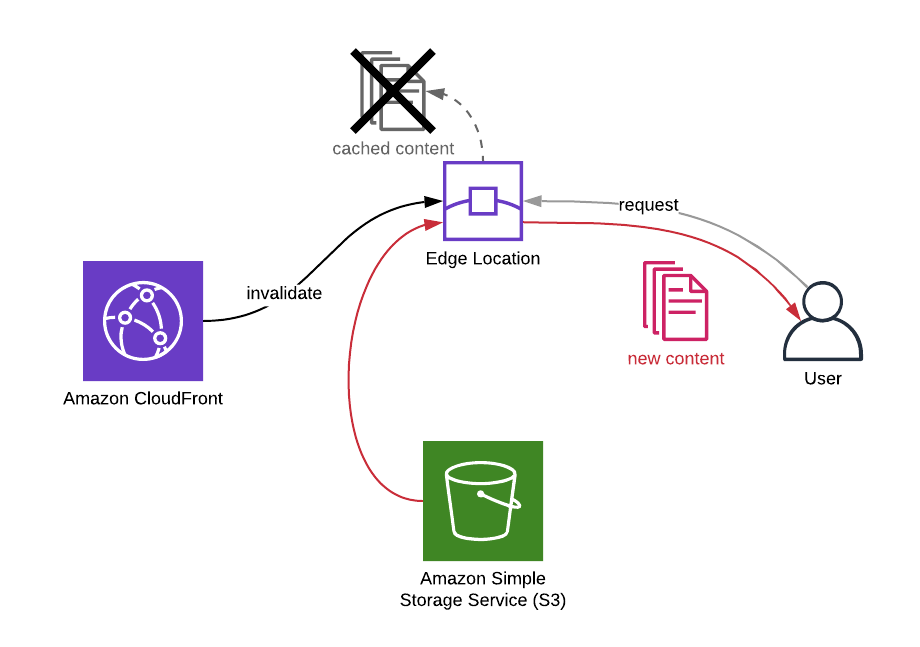 cached content
request
Edge Location
invalidate
new content
User
Amazon CloudFront
Amazon Simple
Storage Service (S3)